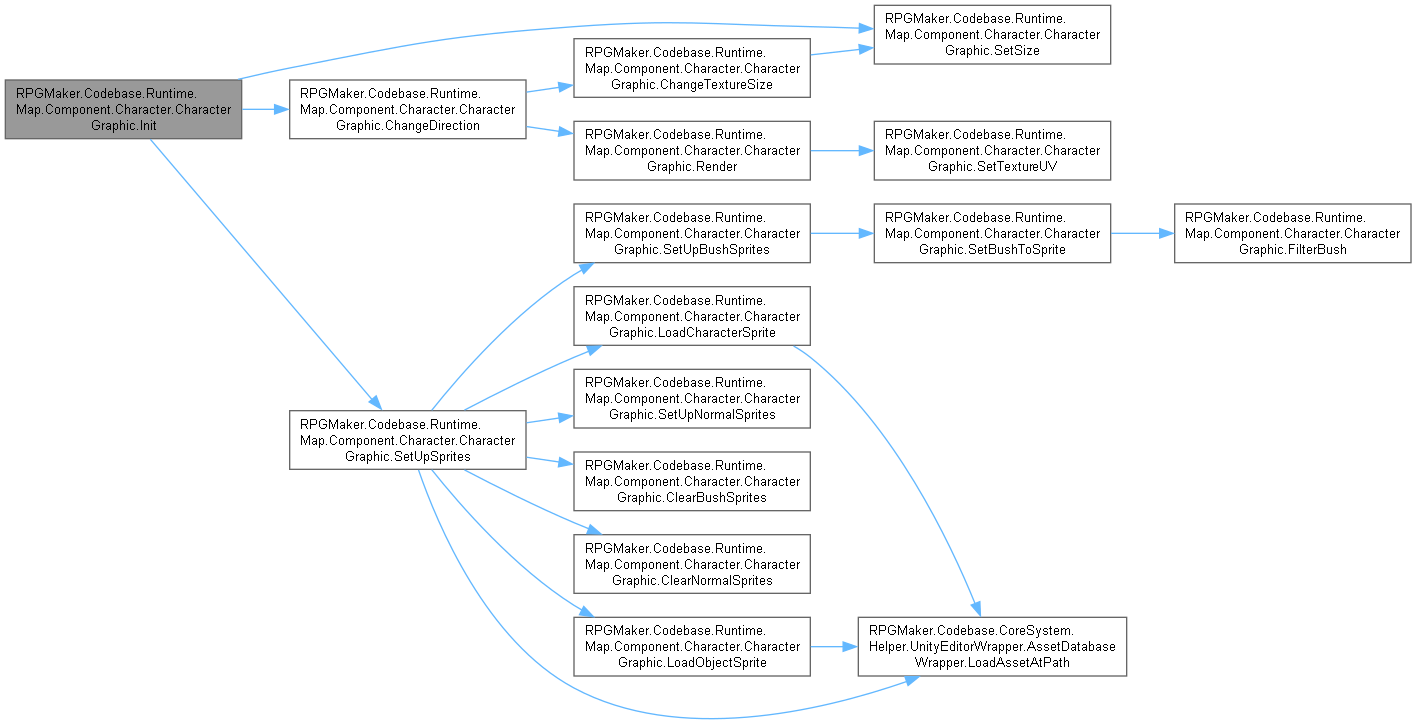 RPGMaker.Codebase.Runtime.
Map.Component.Character.Character
Graphic.Init
RPGMaker.Codebase.Runtime.
Map.Component.Character.Character
Graphic.ChangeDirection
RPGMaker.Codebase.Runtime.
Map.Component.Character.Character
Graphic.SetUpSprites
RPGMaker.Codebase.Runtime.
Map.Component.Character.Character
Graphic.ChangeTextureSize
RPGMaker.Codebase.Runtime.
Map.Component.Character.Character
Graphic.Render
RPGMaker.Codebase.Runtime.
Map.Component.Character.Character
Graphic.SetUpBushSprites
RPGMaker.Codebase.Runtime.
Map.Component.Character.Character
Graphic.LoadCharacterSprite
RPGMaker.Codebase.Runtime.
Map.Component.Character.Character
Graphic.SetUpNormalSprites
RPGMaker.Codebase.Runtime.
Map.Component.Character.Character
Graphic.ClearBushSprites
RPGMaker.Codebase.Runtime.
Map.Component.Character.Character
Graphic.ClearNormalSprites
RPGMaker.Codebase.Runtime.
Map.Component.Character.Character
Graphic.LoadObjectSprite
RPGMaker.Codebase.Runtime.
Map.Component.Character.Character
Graphic.SetSize
RPGMaker.Codebase.Runtime.
Map.Component.Character.Character
Graphic.SetTextureUV
RPGMaker.Codebase.Runtime.
Map.Component.Character.Character
Graphic.SetBushToSprite
RPGMaker.Codebase.CoreSystem.
Helper.UnityEditorWrapper.AssetDatabase
Wrapper.LoadAssetAtPath
RPGMaker.Codebase.Runtime.
Map.Component.Character.Character
Graphic.FilterBush